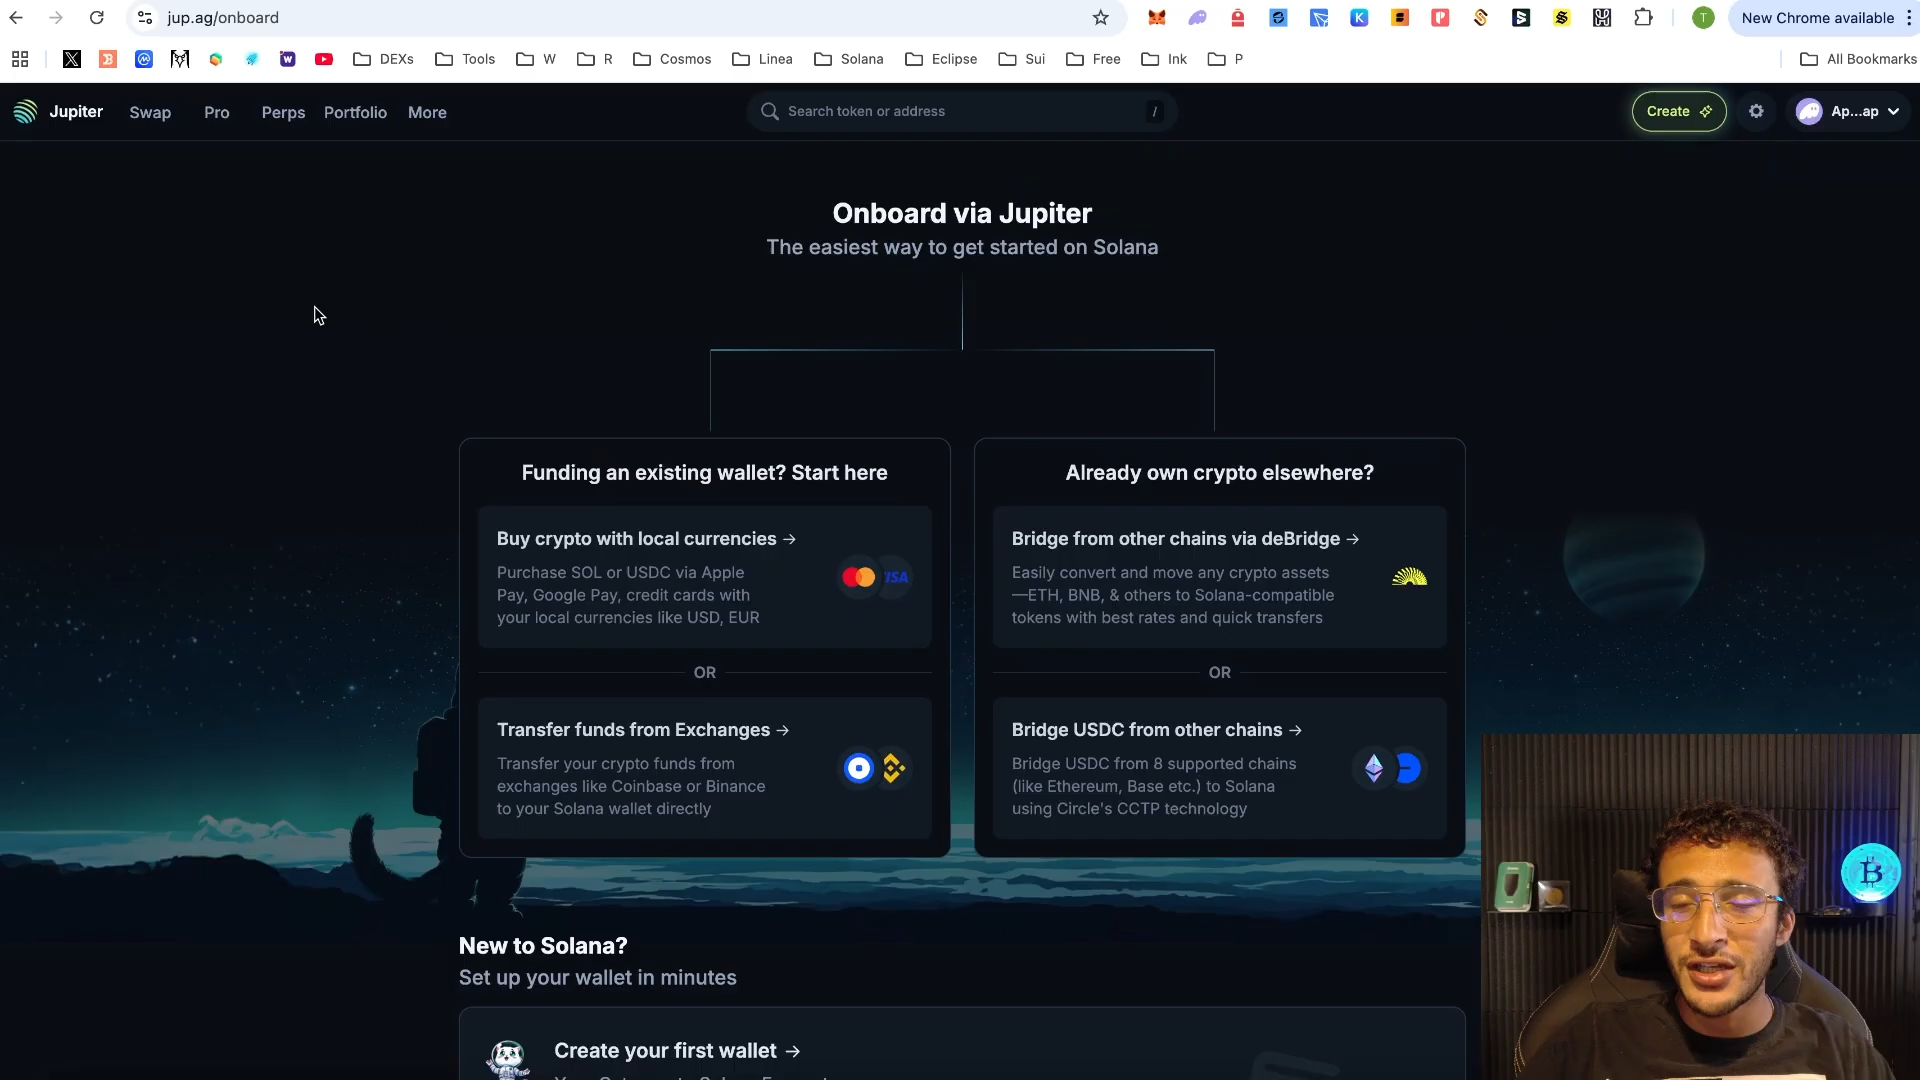 jup.ag/onboard
New Chrome available
DEXs
Tools
W
R
Cosmos
Linea
Solana
Eclipse
Sui
Free
Ink
P
All Bookmarks
Jupiter
Swap
Pro
Perps
Portfolio
More
Search token or address
/
Create
Ap...ap
Onboard via Jupiter
The easiest way to get started on Solana
Funding an existing wallet? Start here
Buy crypto with local currencies →
Purchase SOL or USDC via Apple
Pay, Google Pay, credit cards with
your local currencies like USD, EUR
VISA
OR
Transfer funds from Exchanges →
Transfer your crypto funds from
exchanges like Coinbase or Binance
to your Solana wallet directly
Already own crypto elsewhere?
Bridge from other chains via deBridge →
Easily convert and move any crypto assets
—ETH, BNB, & others to Solana-compatible
tokens with best rates and quick transfers
OR
Bridge USDC from other chains →
Bridge USDC from 8 supported chains
(like Ethereum, Base etc.) to Solana
using Circle's CCTP technology
New to Solana?
Set up your wallet in minutes
Create your first wallet →